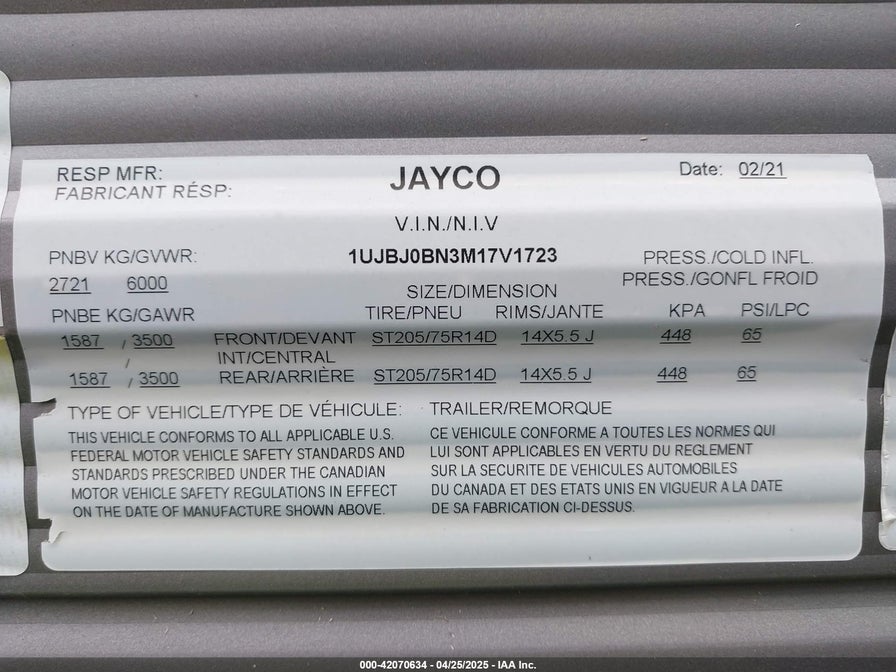 RESP MFR: JAYCO Date: 02/21
FABRICANT RÉSP:
V.I.N./N.I.V
PNBV KG/GVWR: 1UJBJ0BN3M17V1723 PRESS./COLD INFL.
2721 6000 SIZE/DIMENSION PRESS./GONFL FROID
PNBE KG/GAWR TIRE/PNEU RIMS/JANTE KPA PSI/LPC
1587 / 3500 FRONT/DEVANT ST205/75R14D 14X5.5 J 448 65
/ INT/CENTRAL
1587 / 3500 REAR/ARRIÈRE ST205/75R14D 14X5.5 J 448 65
TYPE OF VEHICLE/TYPE DE VÉHICULE: TRAILER/REMORQUE
THIS VEHICLE CONFORMS TO ALL APPLICABLE U.S.
FEDERAL MOTOR VEHICLE SAFETY STANDARDS AND
STANDARDS PRESCRIBED UNDER THE CANADIAN
MOTOR VEHICLE SAFETY REGULATIONS IN EFFECT
ON THE DATE OF MANUFACTURE SHOWN ABOVE.
CE VEHICULE CONFORME A TOUTES LES NORMES QUI
LUI SONT APPLICABLES EN VERTU DU REGLEMENT
SUR LA SECURITE DE VEHICULES AUTOMOBILES
DU CANADA ET DES ETATS UNIS EN VIGUEUR A LA DATE
DE SA FABRICATION CI-DESSUS.
000-42070634 - 04/25/2025 - IAA Inc.